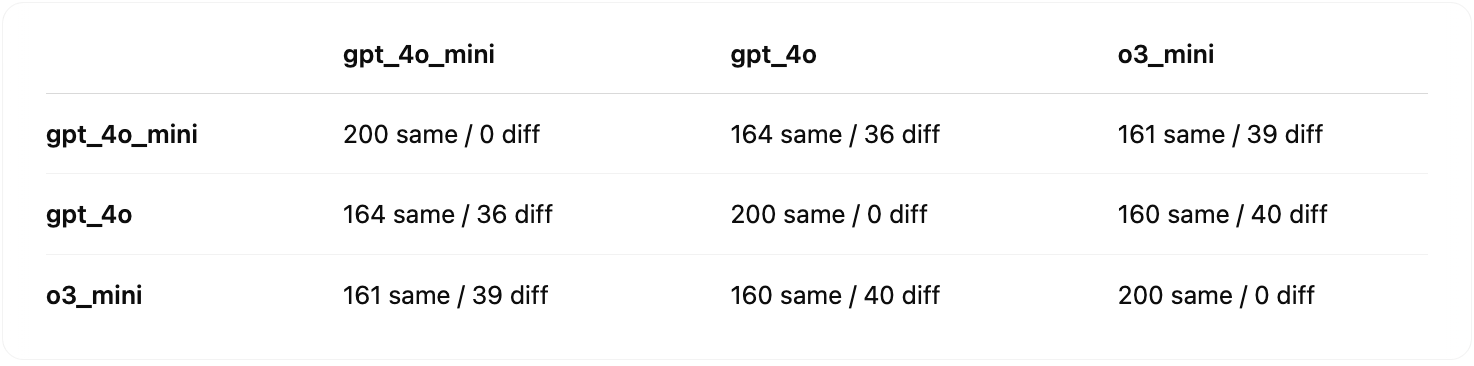 gpt_4o_mini gpt_4o o3_mini
gpt_4o_mini 200 same / 0 diff 164 same / 36 diff 161 same / 39 diff
gpt_4o 164 same / 36 diff 200 same / 0 diff 160 same / 40 diff
o3_mini 161 same / 39 diff 160 same / 40 diff 200 same / 0 diff